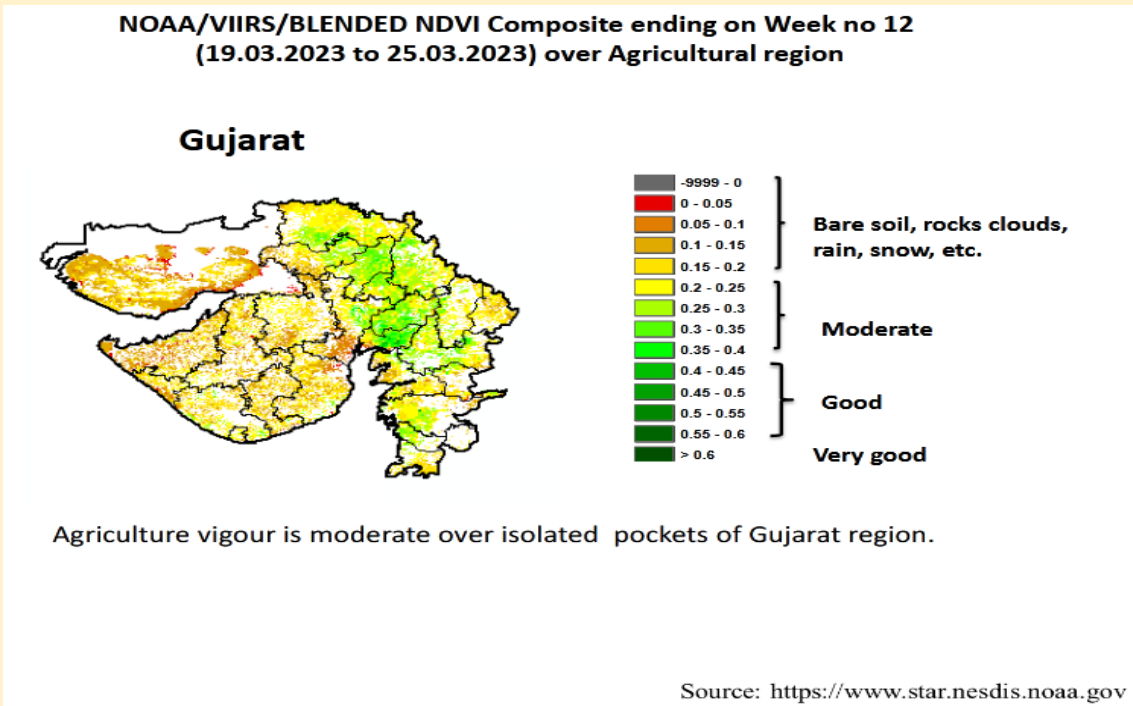 NOAA/VIIRS/BLENDED NDVI Composite ending on Week no 12
(19.03.2023 to 25.03.2023) over Agricultural region
Gujarat
-9999 - 0
0 - 0.05
0.05 - 0.1
0.1 - 0.15
0.15 - 0.2
0.2 - 0.25
0.25 - 0.3
0.3 - 0.35
0.35 - 0.4
0.4 - 0.45
0.45 - 0.5
0.5 - 0.55
0.55 - 0.6
> 0.6
Bare soil, rocks clouds,
rain, snow, etc.
Moderate
Good
Very good
Agriculture vigour is moderate over isolated pockets of Gujarat region.
Source: https://www.star.nesdis.noaa.gov